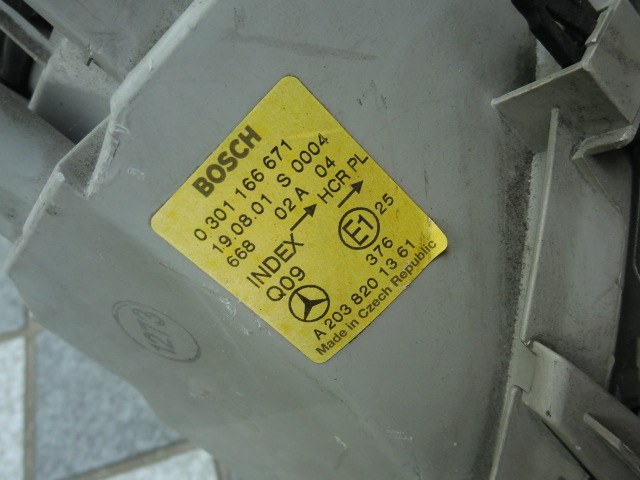 BOSCH
0 301 166 671
19.08.01 S 0004
668 02 A 04
INDEX → HCR PL →
Q09 E1 25
376
A 203 820 13 61
Made in Czech Republic
1273